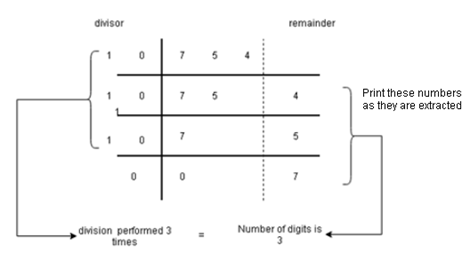 divisor remainder
1 0 7 5 4
1 0 7 5 4
1
1 0 7 5
0 0 7
Print these numbers
as they are extracted
division performed 3
times
=
Number of digits is
3